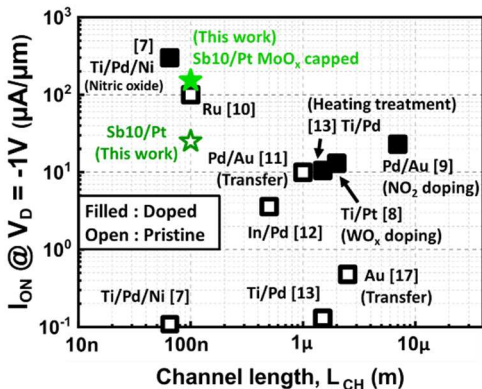 I_ON @ V_D = -1V (µA/µm)
10³
10²
10¹
10⁰
10⁻¹
[7]
Ti/Pd/Ni
(Nitric oxide)
(This work)
Sb10/Pt MoOₓ capped
Ru [10]
Sb10/Pt
(This work)
(Heating treatment)
[13] Ti/Pd
Pd/Au [11]
(Transfer)
Pd/Au [9]
(NO₂ doping)
Ti/Pt [8]
(WOₓ doping)
Filled : Doped
Open : Pristine
In/Pd [12]
Au [17]
(Transfer)
Ti/Pd/Ni [7]
Ti/Pd [13]
10n 100n 1µ 10µ
Channel length, L_CH (m)